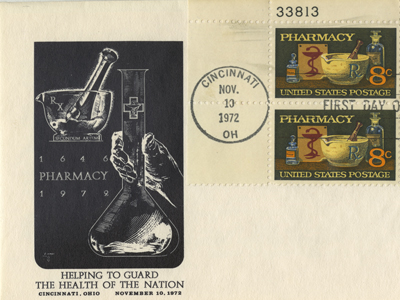 33813
PHARMACY
Rx
8c
UNITED STATES POSTAGE
CINCINNATI
NOV.
10
1972
OH
FIRST DAY O
PHARMACY
Rx
8c
UNITED STATES POSTAGE
Rx
1646
PHARMACY
1972
HELPING TO GUARD
THE HEALTH OF THE NATION
CINCINNATI, OHIO NOVEMBER 10, 1972